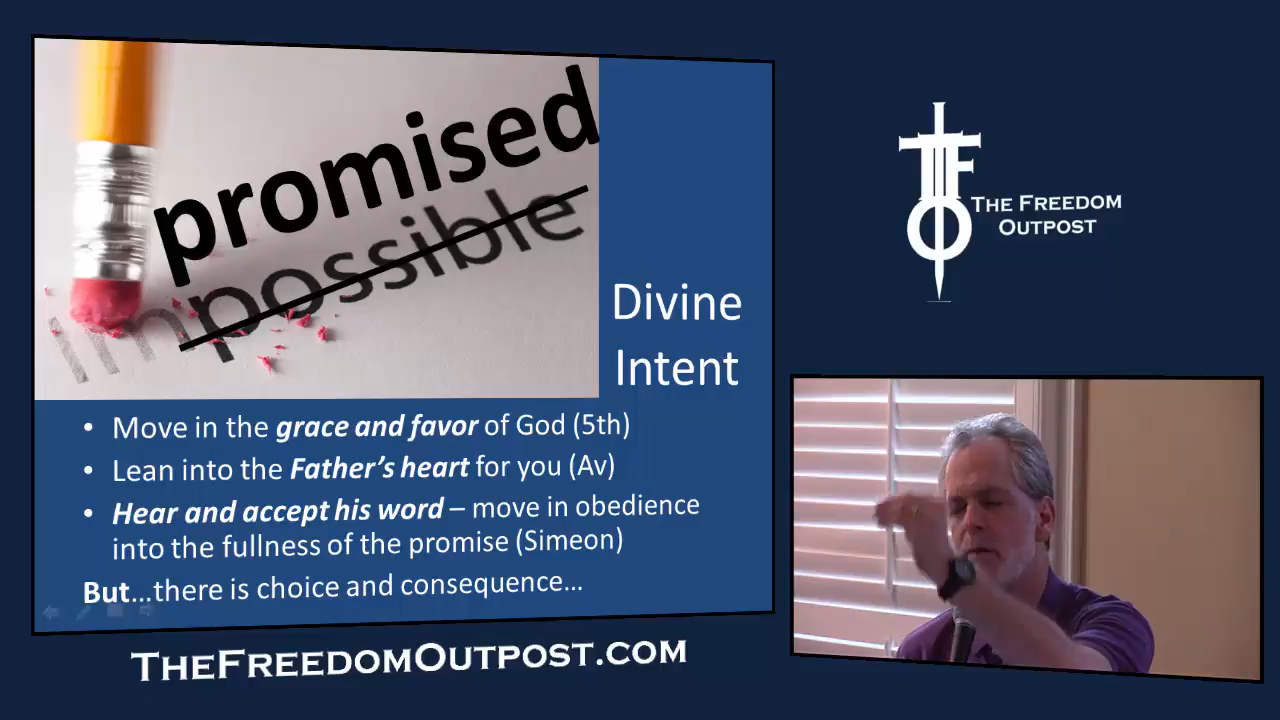 promised
impossible
Divine
Intent
• Move in the grace and favor of God (5th)
• Lean into the Father's heart for you (Av)
• Hear and accept his word – move in obedience
into the fullness of the promise (Simeon)
But...there is choice and consequence...
TF
O
The Freedom
Outpost
TheFreedomOutpost.com